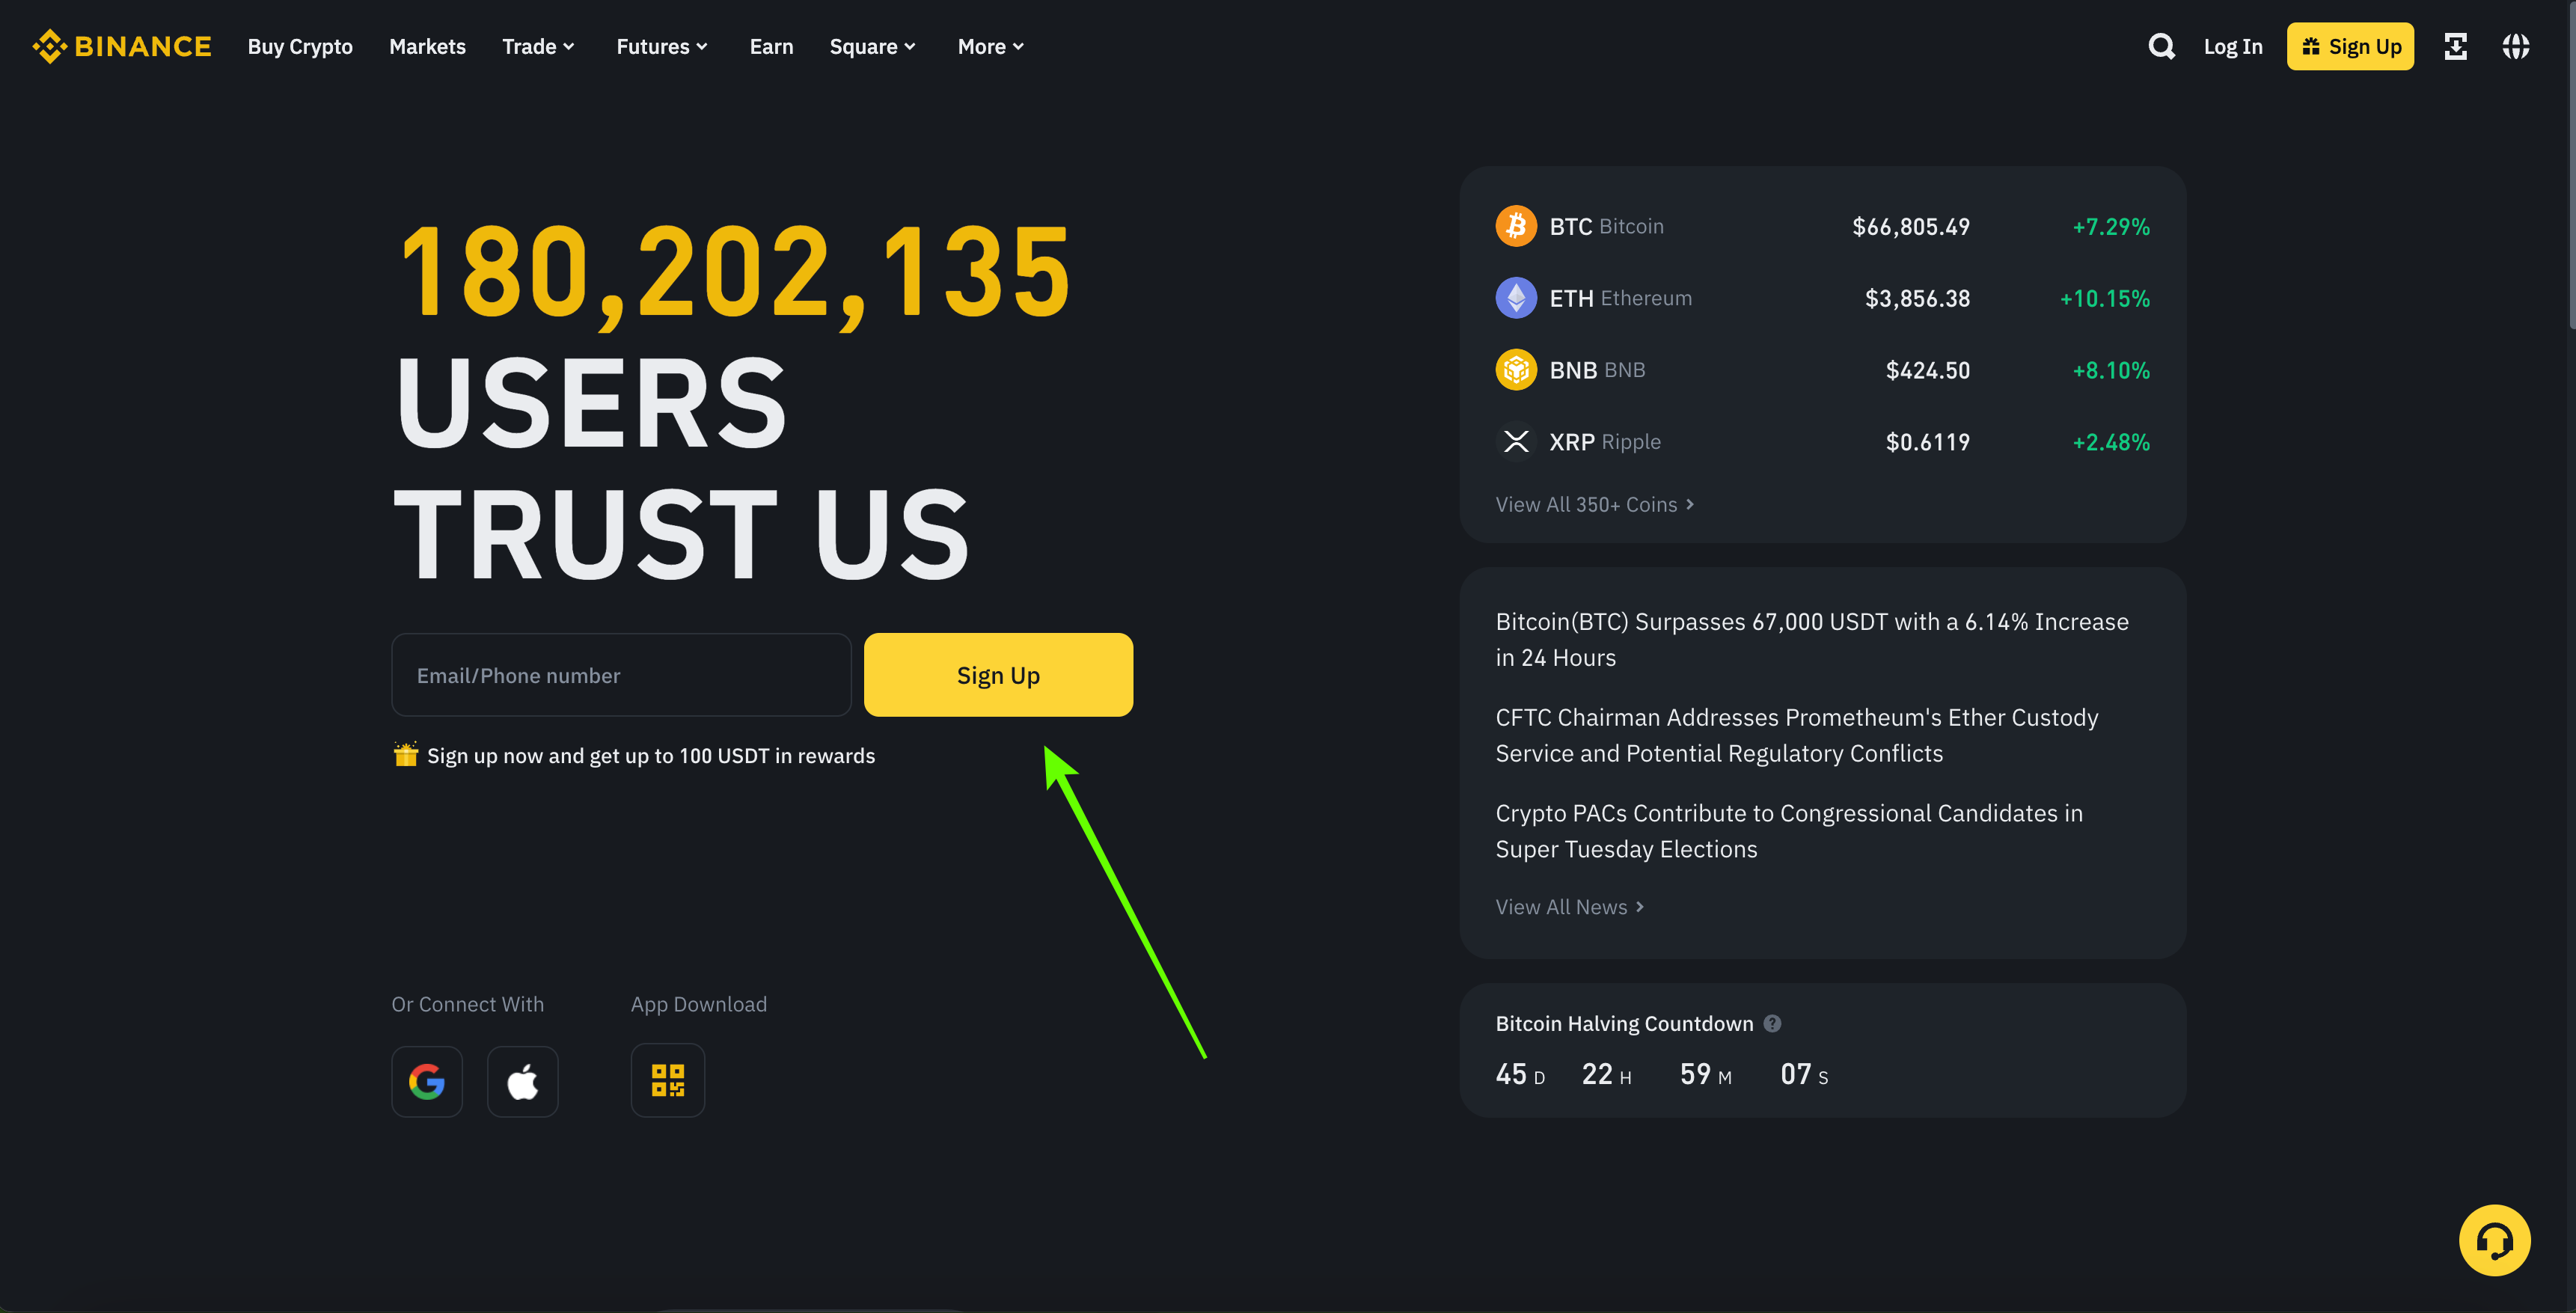 BINANCE Buy Crypto Markets Trade Futures Earn Square More Log In Sign Up
180,202,135
USERS
TRUST US
Email/Phone number Sign Up
Sign up now and get up to 100 USDT in rewards
Or Connect With App Download
BTC Bitcoin $66,805.49 +7.29%
ETH Ethereum $3,856.38 +10.15%
BNB BNB $424.50 +8.10%
XRP Ripple $0.6119 +2.48%
View All 350+ Coins
Bitcoin(BTC) Surpasses 67,000 USDT with a 6.14% Increase
in 24 Hours
CFTC Chairman Addresses Prometheum's Ether Custody
Service and Potential Regulatory Conflicts
Crypto PACs Contribute to Congressional Candidates in
Super Tuesday Elections
View All News
Bitcoin Halving Countdown ?
45 D 22 H 59 M 07 S